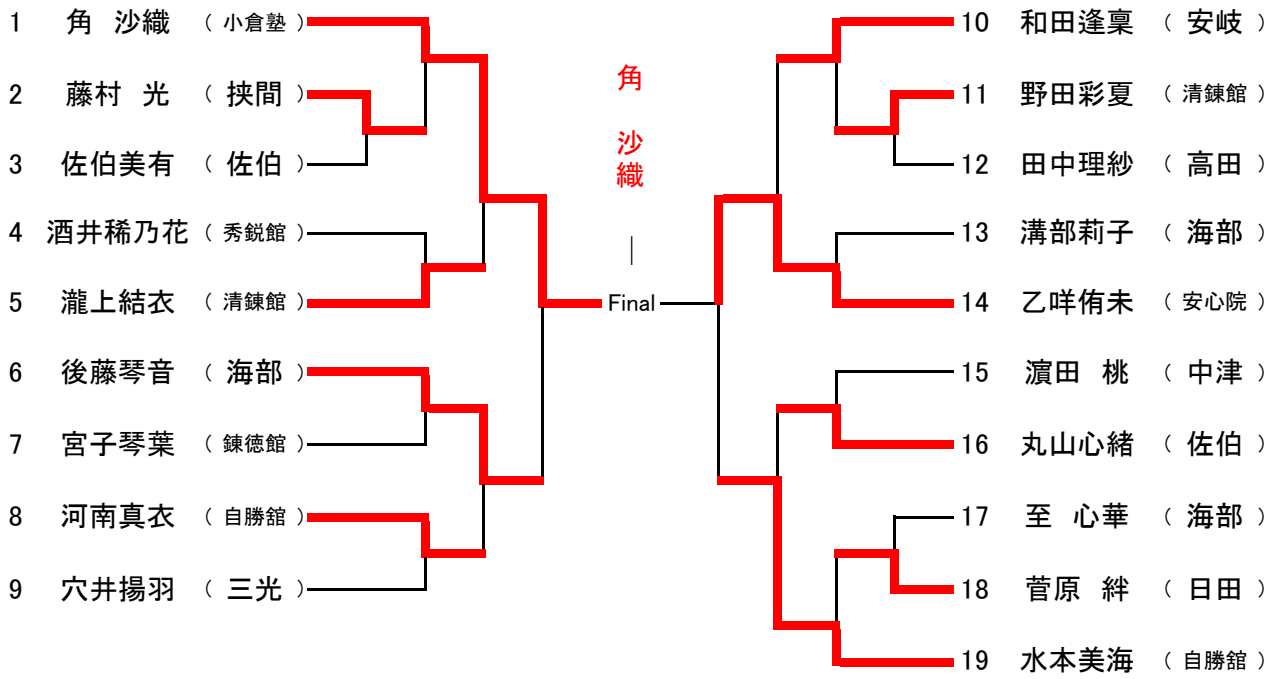 1 角 沙織 （ 小倉塾 ）
2 藤村 光 （ 挾間 ）
3 佐伯美有 （ 佐伯 ）
4 酒井稀乃花 （ 秀鋭館 ）
5 瀧上結衣 （ 清錬館 ）
6 後藤琴音 （ 海部 ）
7 宮子琴葉 （ 錬徳館 ）
8 河南真衣 （ 自勝舘 ）
9 穴井揚羽 （ 三光 ）
角 沙織
｜
Final
10 和田逢稟 （ 安岐 ）
11 野田彩夏 （ 清錬館 ）
12 田中理紗 （ 高田 ）
13 溝部莉子 （ 海部 ）
14 乙咩侑未 （ 安心院 ）
15 濵田 桃 （ 中津 ）
16 丸山心緒 （ 佐伯 ）
17 至 心華 （ 海部 ）
18 菅原 絆 （ 日田 ）
19 水本美海 （ 自勝舘 ）